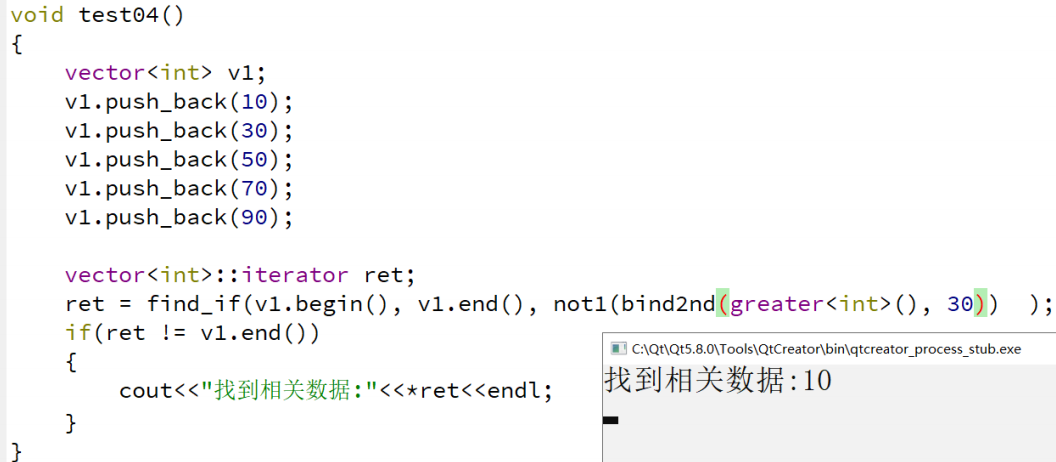 void test04()
{
    vector<int> v1;
    v1.push_back(10);
    v1.push_back(30);
    v1.push_back(50);
    v1.push_back(70);
    v1.push_back(90);

    vector<int>::iterator ret;
    ret = find_if(v1.begin(), v1.end(), not1(bind2nd(greater<int>(), 30))  );
    if(ret != v1.end())
    {
        cout<<"找到相关数据:"<<*ret<<endl;
    }
}
C:\Qt\Qt5.8.0\Tools\QtCreator\bin\qtcreator_process_stub.exe
找到相关数据:10